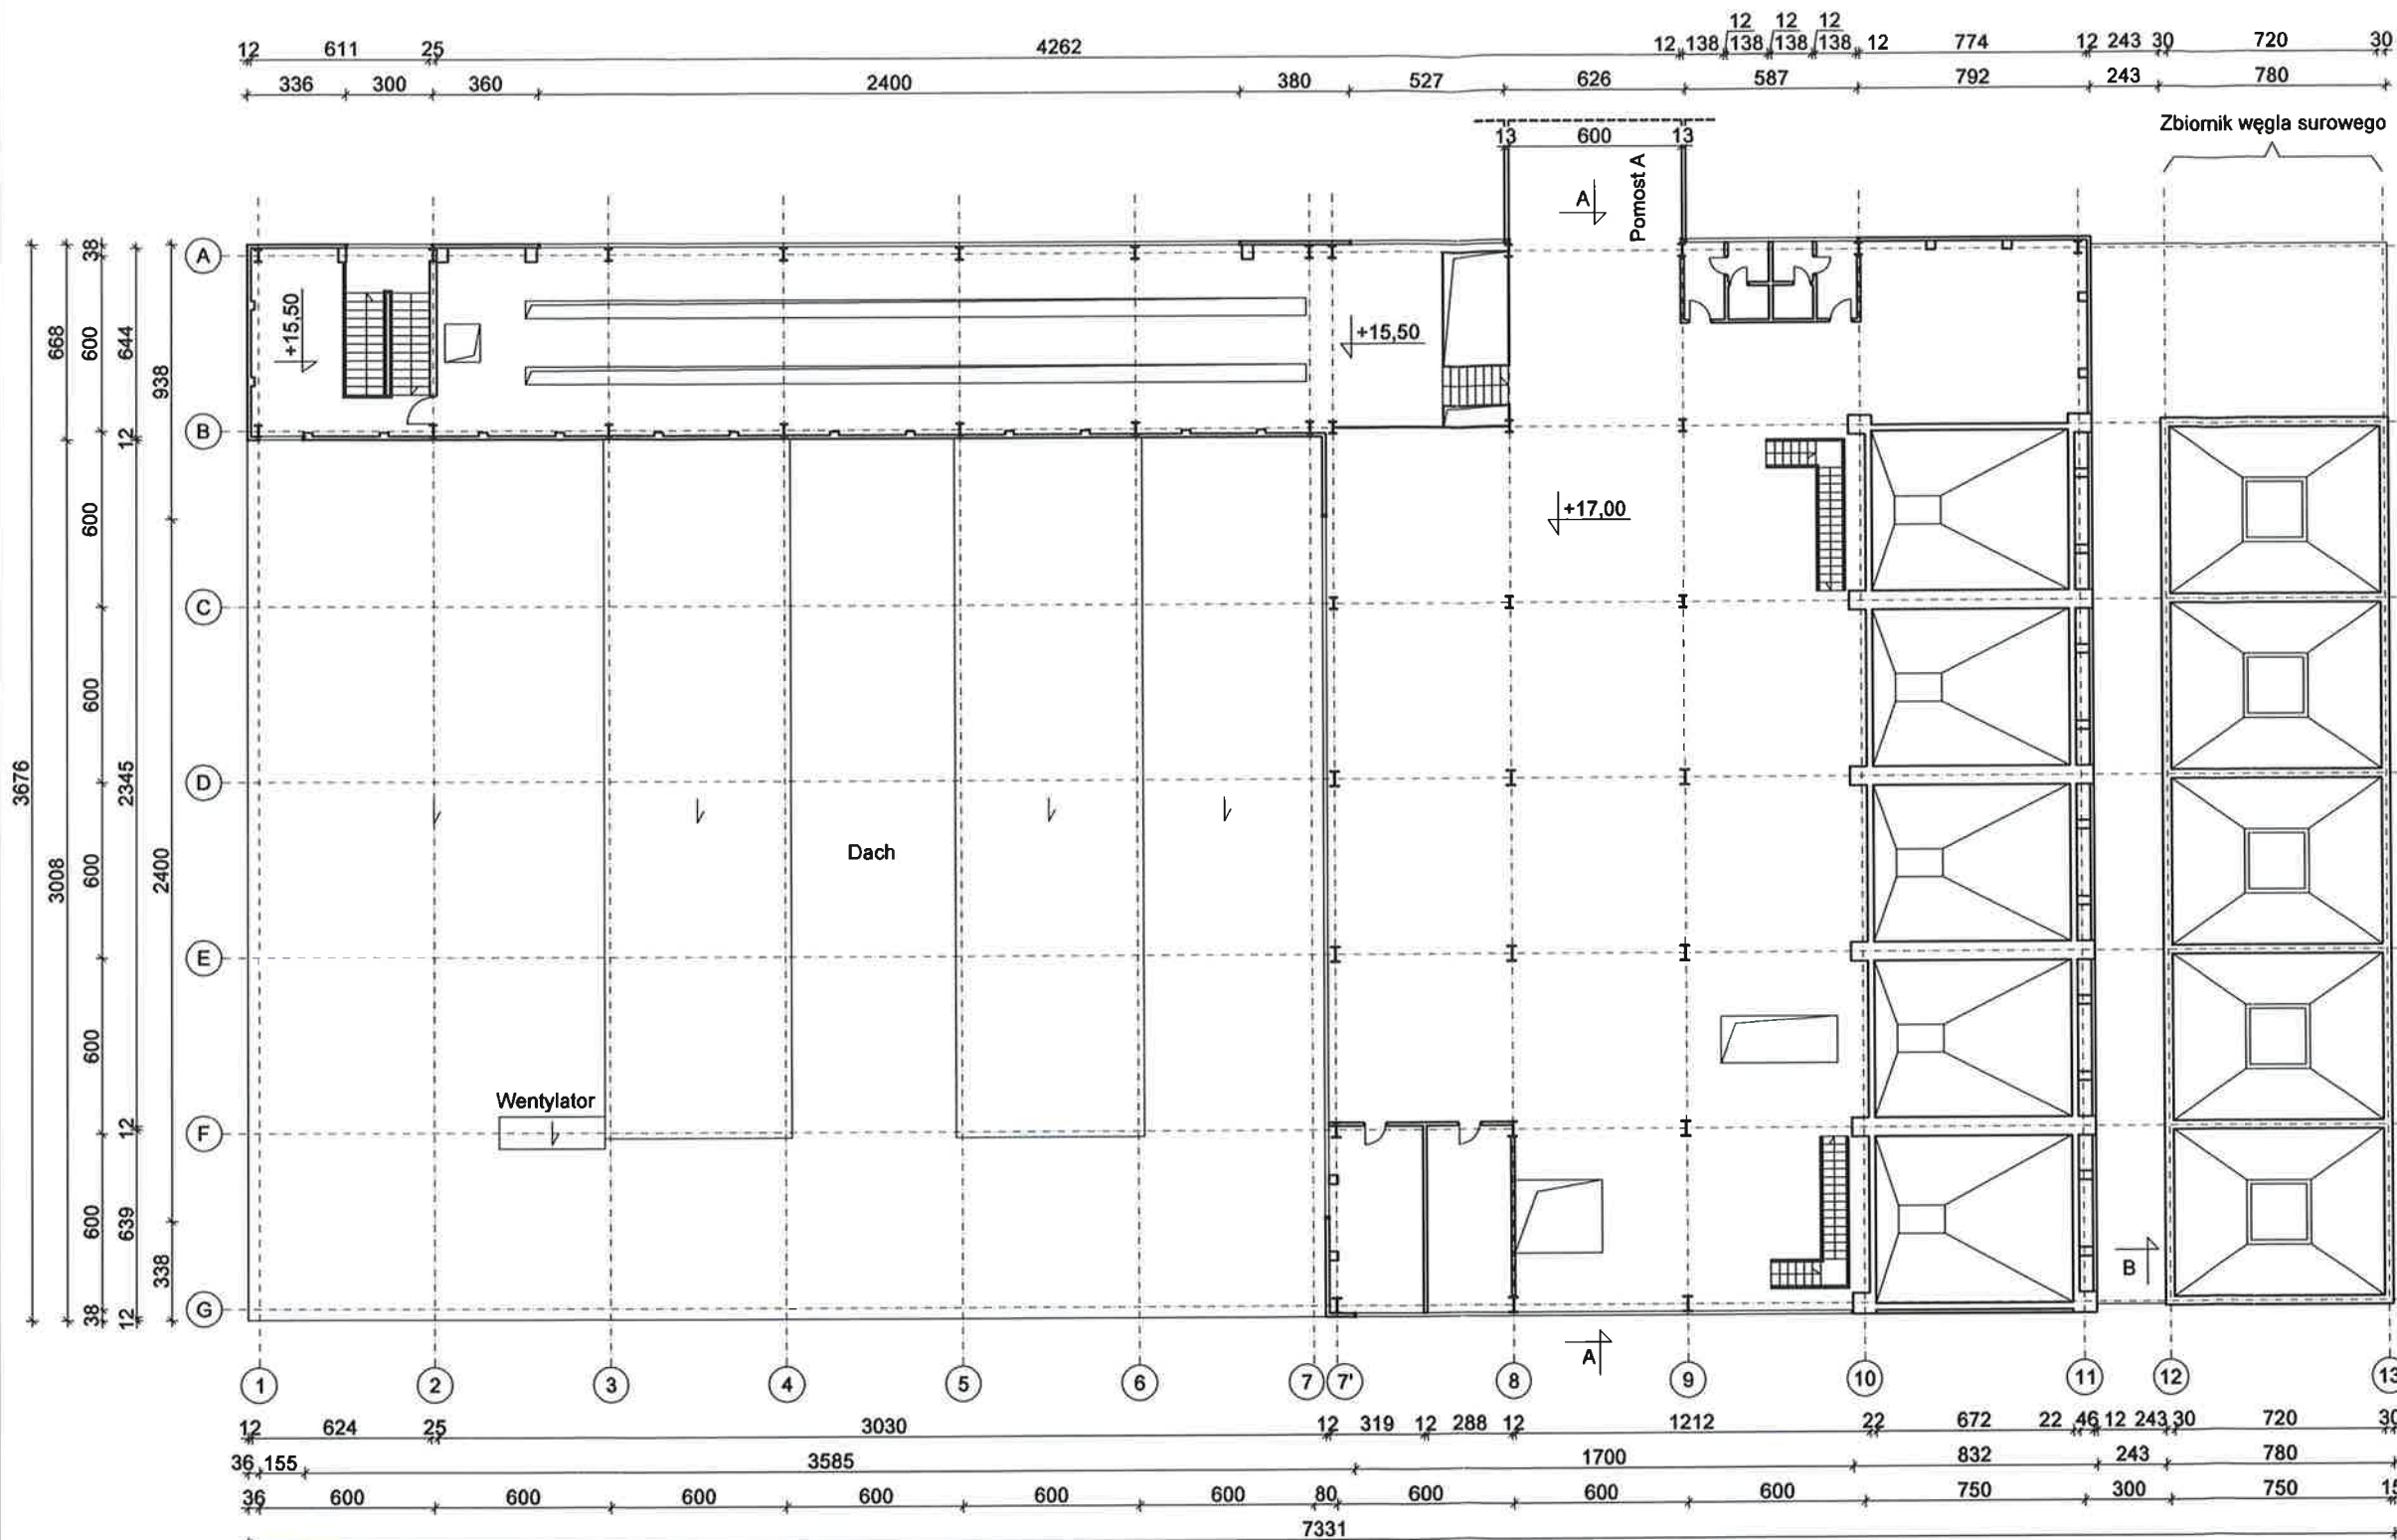 12 12 12
12 611 25 4262 12 138 138 138 138 12 774 12 243 30 720 30
336 300 360 2400 380 527 626 587 792 243 780
Zbiornik węgla surowego
13 600 13
Pomost A
A
A
38
668 600 644
+15,50
+15,50
938
B
12
600
+17,00
C
600
3676
2345
D
Dach
3008
600
2400
E
600
Wentylator
12
F
600
639
338
B
38
12
G
A
1 2 3 4 5 6 7 7' 8 9 10 11 12 13
12 624 25 3030 12 319 12 288 12 1212 22 672 22 46 12 243 30 720 30
36 155 3585 1700 832 243 780
36 600 600 600 600 600 600 80 600 600 600 750 300 750 15
7331